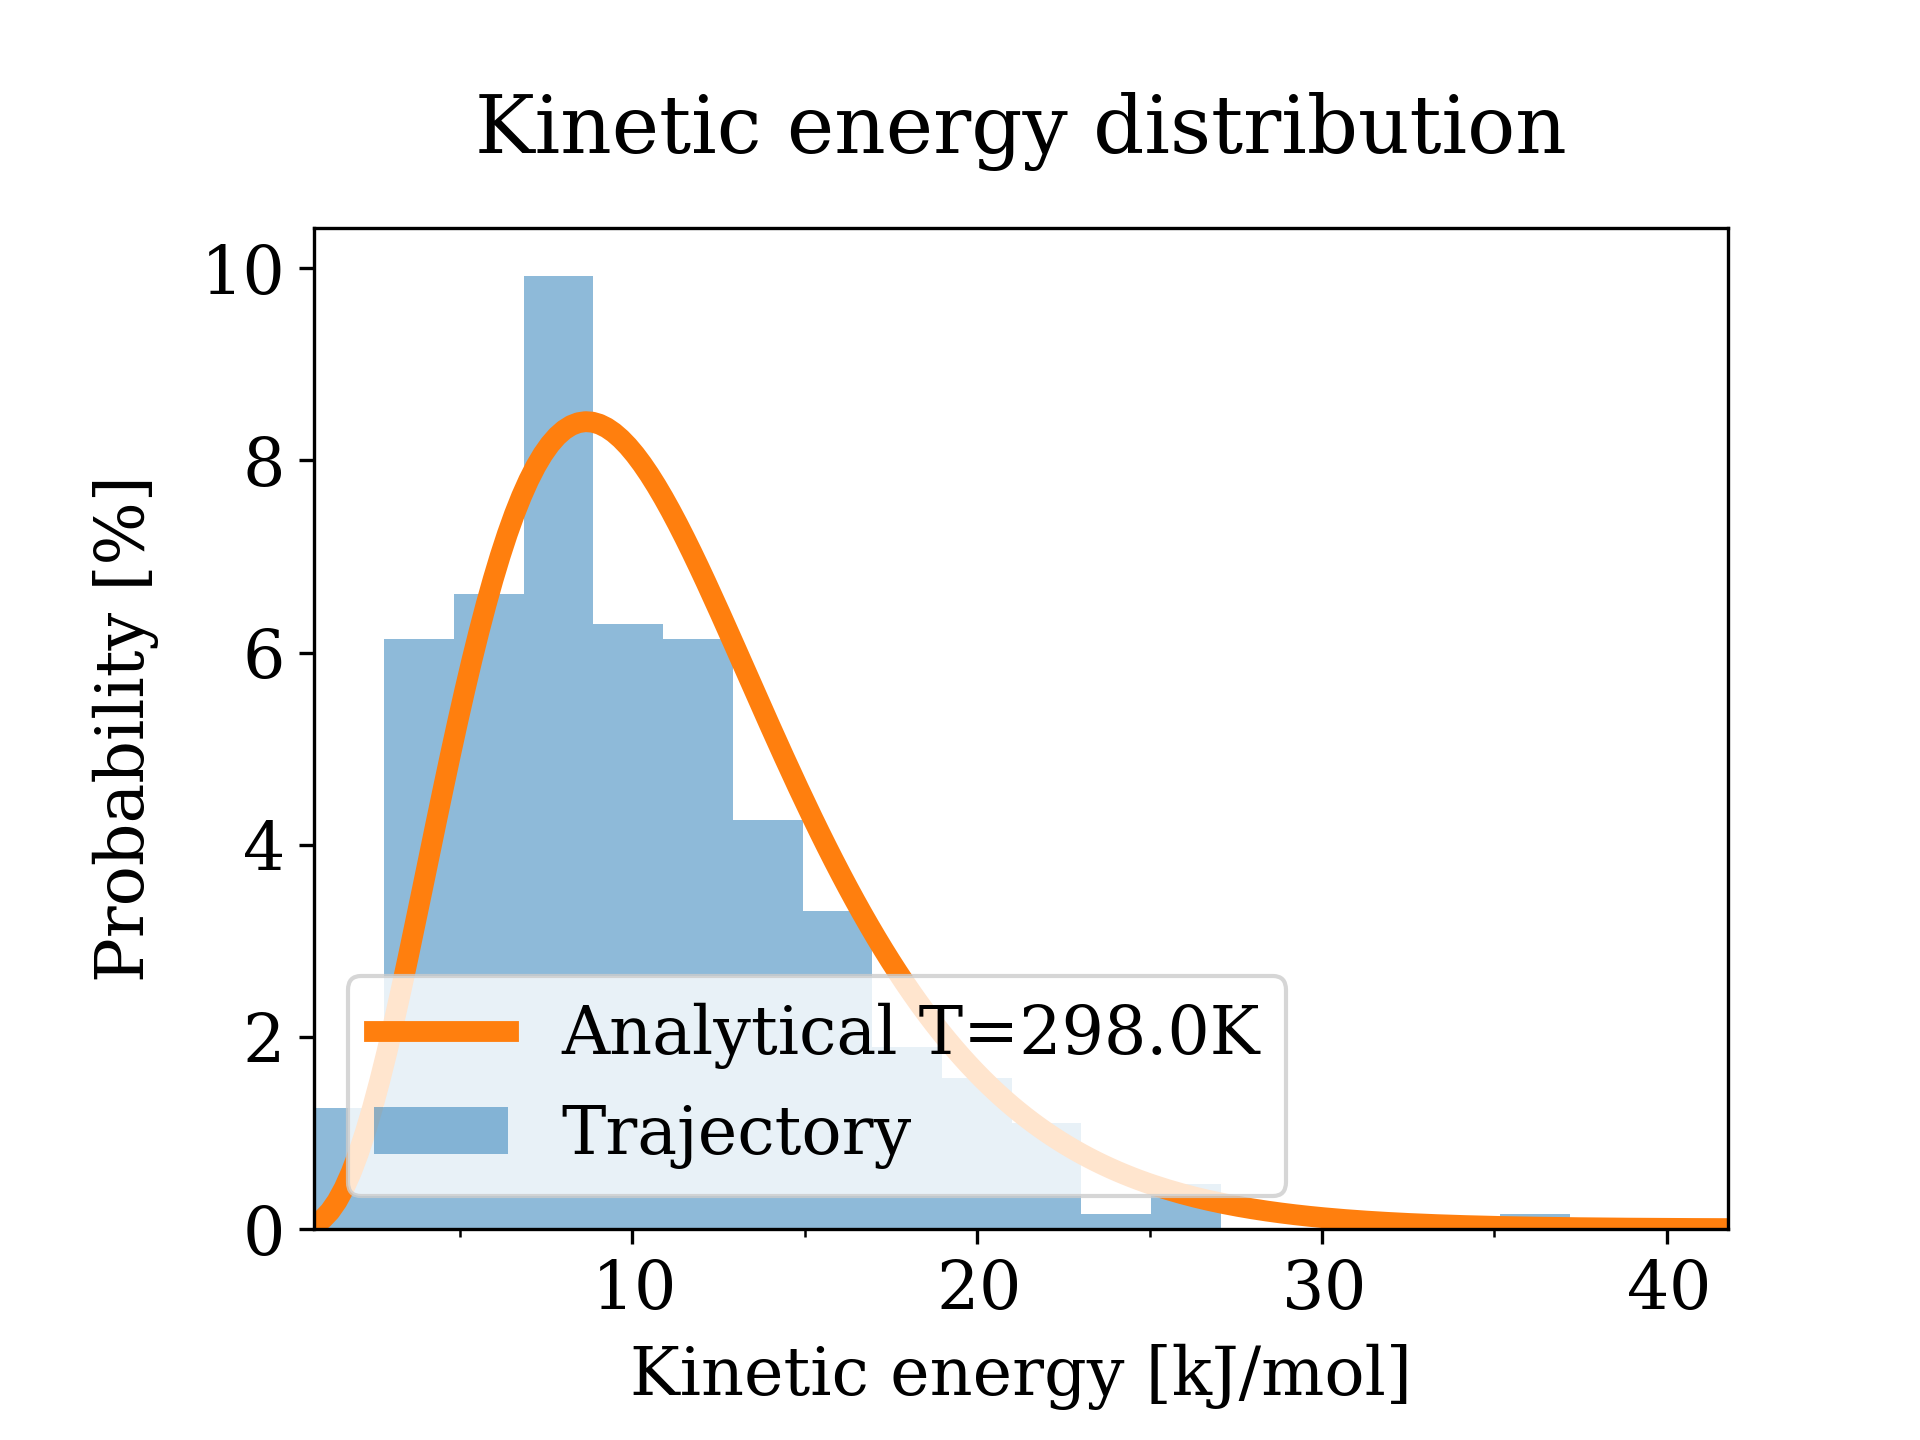 Kinetic energy distribution
10
8
6
4
2
0
Probability [%]
Analytical T=298.0K
Trajectory
10 20 30 40
Kinetic energy [kJ/mol]